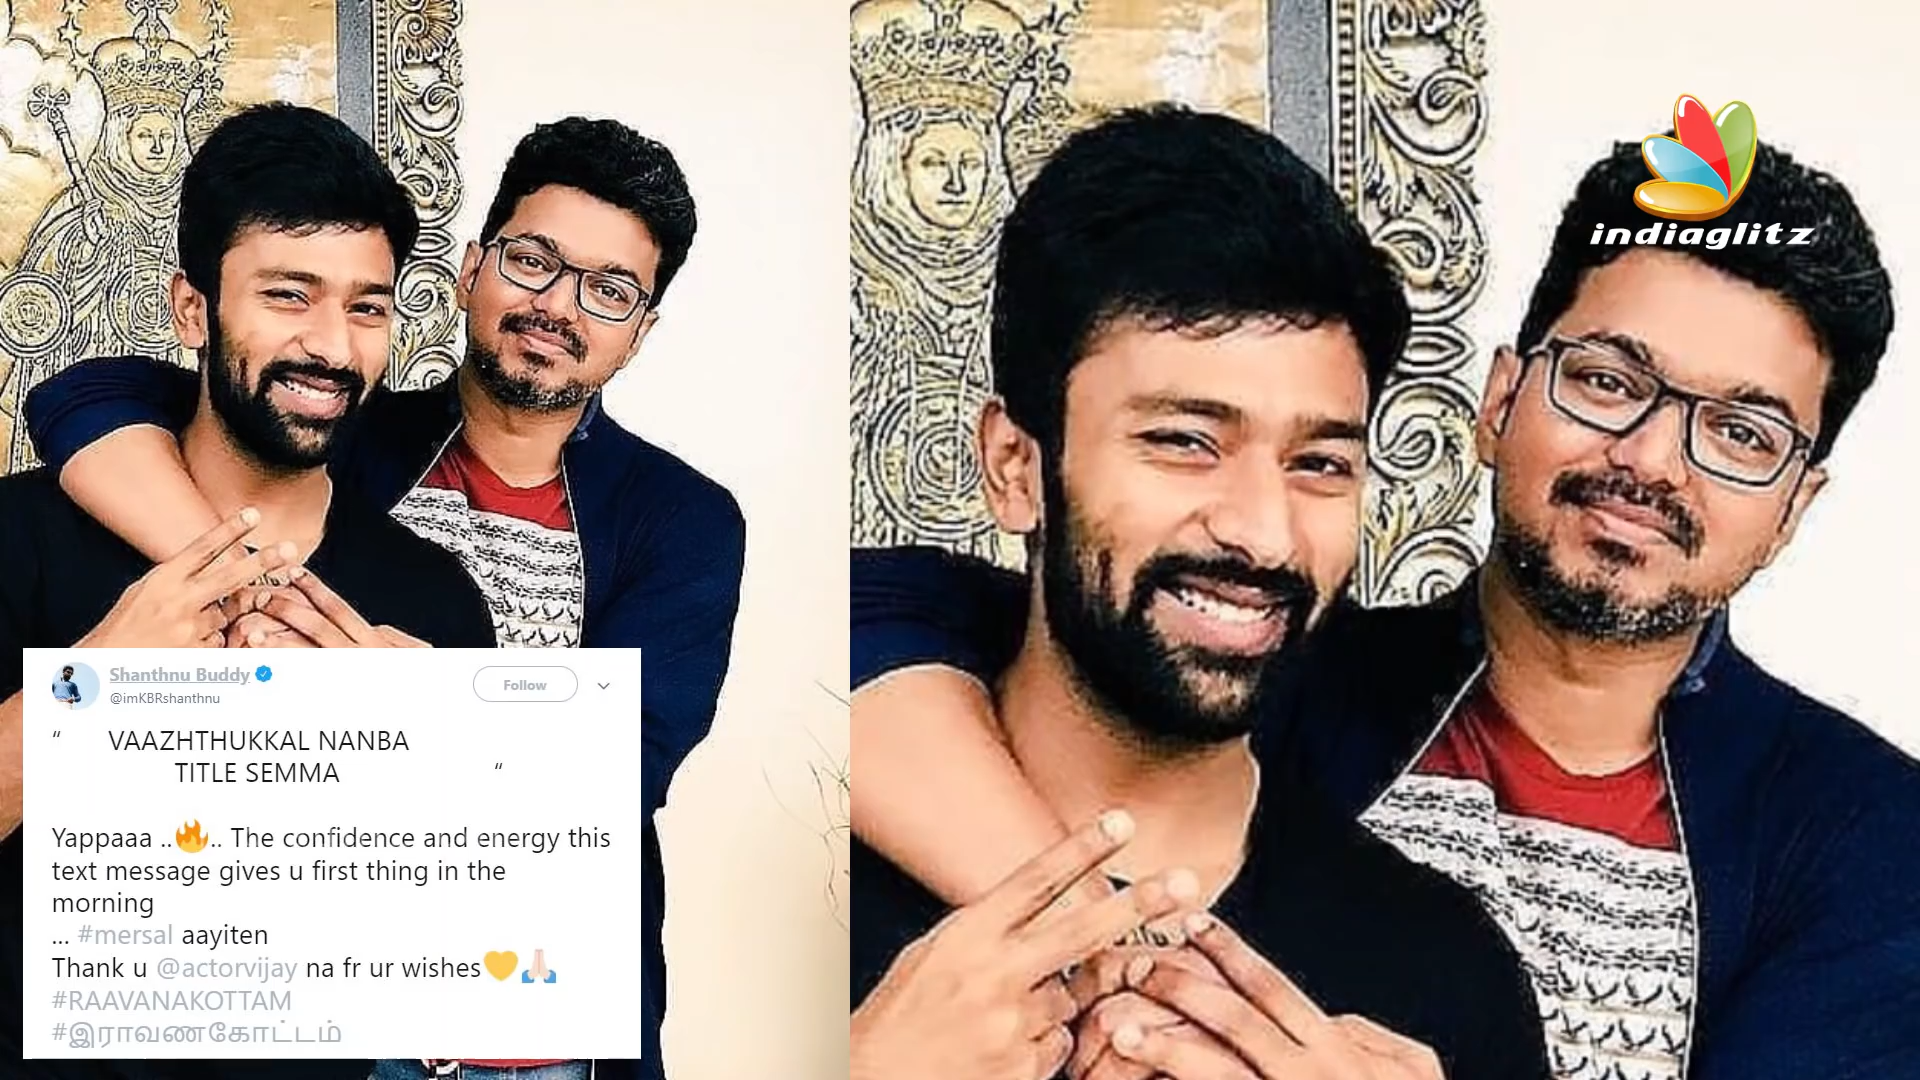 indiaglitz
Shanthnu Buddy
@imKBRshanthnu
Follow
“ VAAZHTHUKKAL NANBA
TITLE SEMMA “
Yappaaa ..🔥.. The confidence and energy this
text message gives u first thing in the
morning
... #mersal aayiten
Thank u @actorvijay na fr ur wishes💛🙏🏻
#RAAVANAKOTTAM
#இராவணகோட்டம்